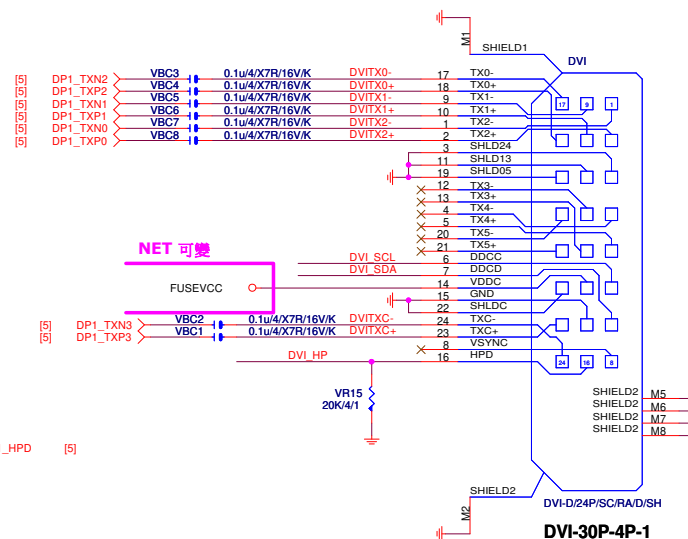 M1
SHIELD1
DVI
[5] DP1_TXN2 VBC3 0.1u/4/X7R/16V/K DVITX0- 17 TX0-
[5] DP1_TXP2 VBC4 0.1u/4/X7R/16V/K DVITX0+ 18 TX0+
[5] DP1_TXN1 VBC5 0.1u/4/X7R/16V/K DVITX1- 9 TX1-
[5] DP1_TXP1 VBC6 0.1u/4/X7R/16V/K DVITX1+ 10 TX1+
[5] DP1_TXN0 VBC7 0.1u/4/X7R/16V/K DVITX2- 1 TX2-
[5] DP1_TXP0 VBC8 0.1u/4/X7R/16V/K DVITX2+ 2 TX2+
17 9 1
3 SHLD24
11 SHLD13
19 SHLD05
12 TX3-
13 TX3+
4 TX4-
5 TX4+
20 TX5-
21 TX5+
NET 可變
DVI_SCL 6 DDCC
DVI_SDA 7 DDCD
FUSEVCC 14 VDDC
15 GND
22 SHLDC
[5] DP1_TXN3 VBC2 0.1u/4/X7R/16V/K DVITXC- 24 TXC-
[5] DP1_TXP3 VBC1 0.1u/4/X7R/16V/K DVITXC+ 23 TXC+
8 VSYNC
DVI_HP 16 HPD
24 16 8
VR15
20K/4/1
SHIELD2 M5
SHIELD2 M6
SHIELD2 M7
SHIELD2 M8
_HPD [5]
SHIELD2
M2
DVI-D/24P/SC/RA/D/SH
DVI-30P-4P-1